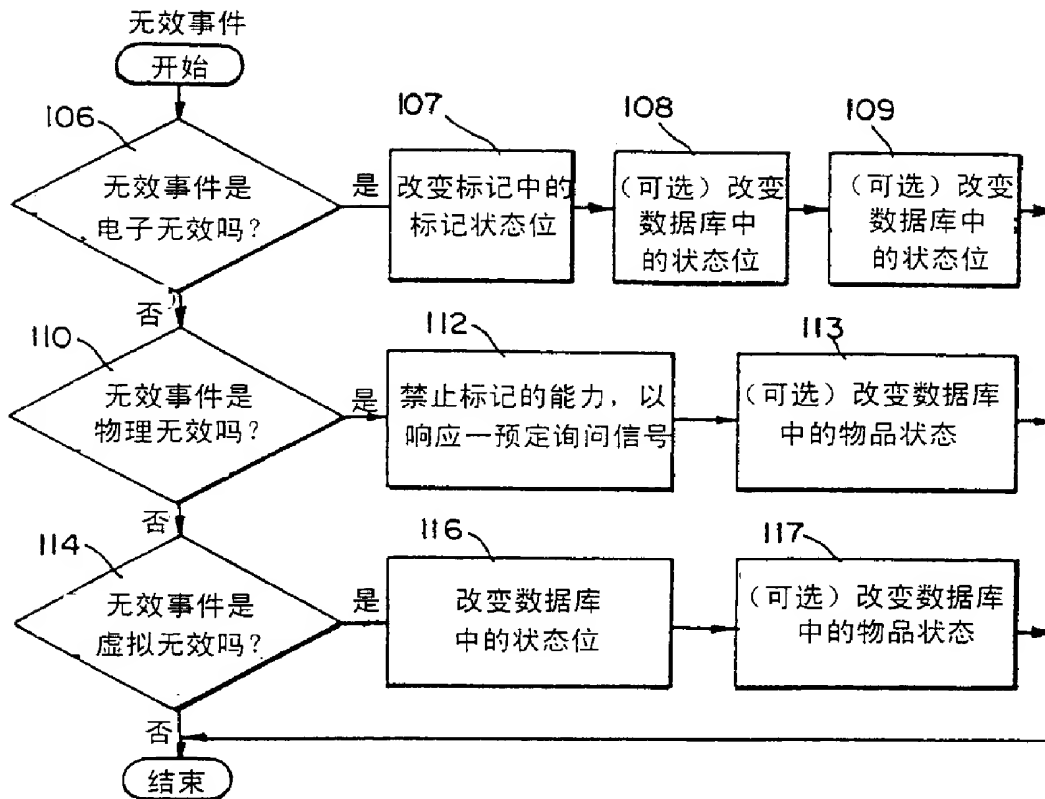 无效事件
开始
106
无效事件是
电子无效吗?
是
107
改变标记中的
标记状态位
108
(可选)改变
数据库中
的状态位
109
(可选)改变
数据库中
的状态位
否
110
无效事件是
物理无效吗?
是
112
禁止标记的能力, 以
响应一预定询问信号
113
(可选)改变数据库
中的物品状态
否
114
无效事件是
虚拟无效吗?
是
116
改变数据库
中的状态位
117
(可选)改变数据库
中的物品状态
否
结束